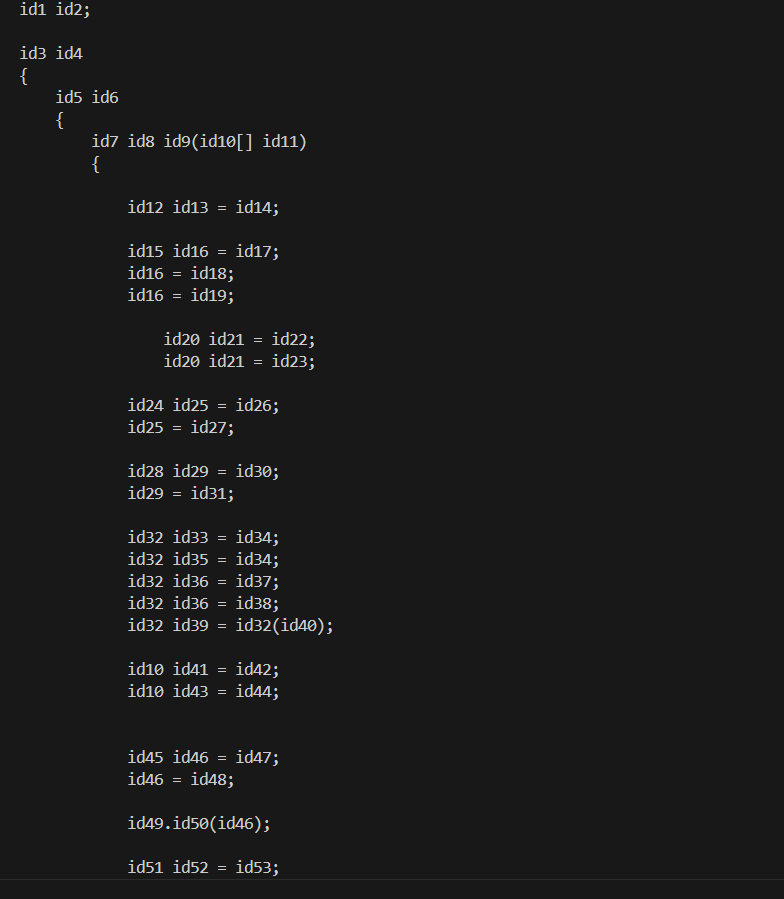 id1 id2;
id3 id4
{
id5 id6
{
id7 id8 id9(id10[] id11)
{
id12 id13 = id14;
id15 id16 = id17;
id16 = id18;
id16 = id19;
id20 id21 = id22;
id20 id21 = id23;
id24 id25 = id26;
id25 = id27;
id28 id29 = id30;
id29 = id31;
id32 id33 = id34;
id32 id35 = id34;
id32 id36 = id37;
id32 id36 = id38;
id32 id39 = id32(id40);
id10 id41 = id42;
id10 id43 = id44;
id45 id46 = id47;
id46 = id48;
id49.id50(id46);
id51 id52 = id53;